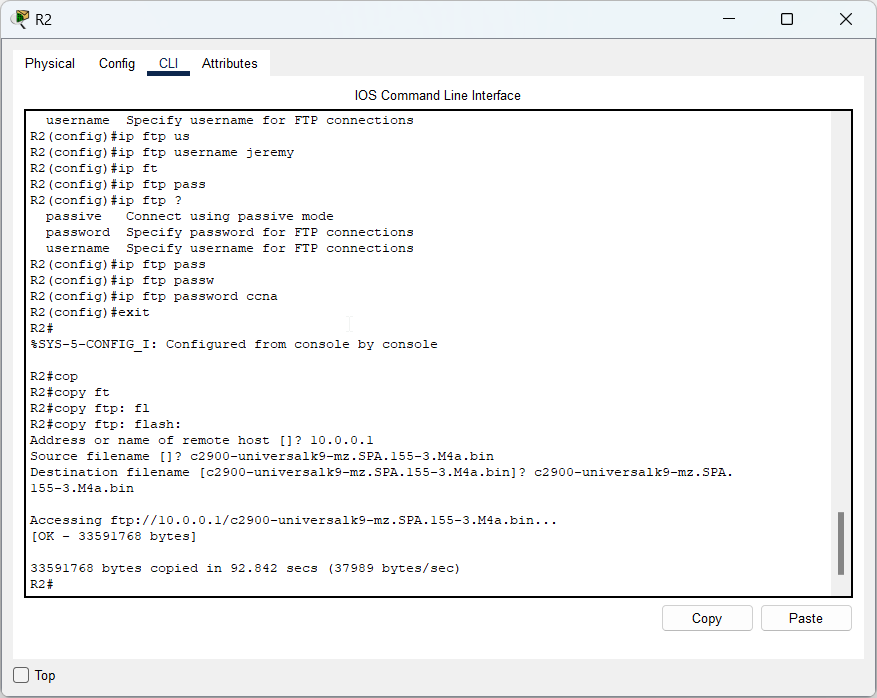 R2
Physical Config CLI Attributes
IOS Command Line Interface
username Specify username for FTP connections
R2(config)#ip ftp us
R2(config)#ip ftp username jeremy
R2(config)#ip ft
R2(config)#ip ftp pass
R2(config)#ip ftp ?
passive Connect using passive mode
password Specify password for FTP connections
username Specify username for FTP connections
R2(config)#ip ftp pass
R2(config)#ip ftp passw
R2(config)#ip ftp password ccna
R2(config)#exit
R2#
%SYS-5-CONFIG_I: Configured from console by console
R2#cop
R2#copy ft
R2#copy ftp: fl
R2#copy ftp: flash:
Address or name of remote host []? 10.0.0.1
Source filename []? c2900-universalk9-mz.SPA.155-3.M4a.bin
Destination filename [c2900-universalk9-mz.SPA.155-3.M4a.bin]? c2900-universalk9-mz.SPA.
155-3.M4a.bin
Accessing ftp://10.0.0.1/c2900-universalk9-mz.SPA.155-3.M4a.bin...
[OK - 33591768 bytes]
33591768 bytes copied in 92.842 secs (37989 bytes/sec)
R2#
Copy Paste
Top